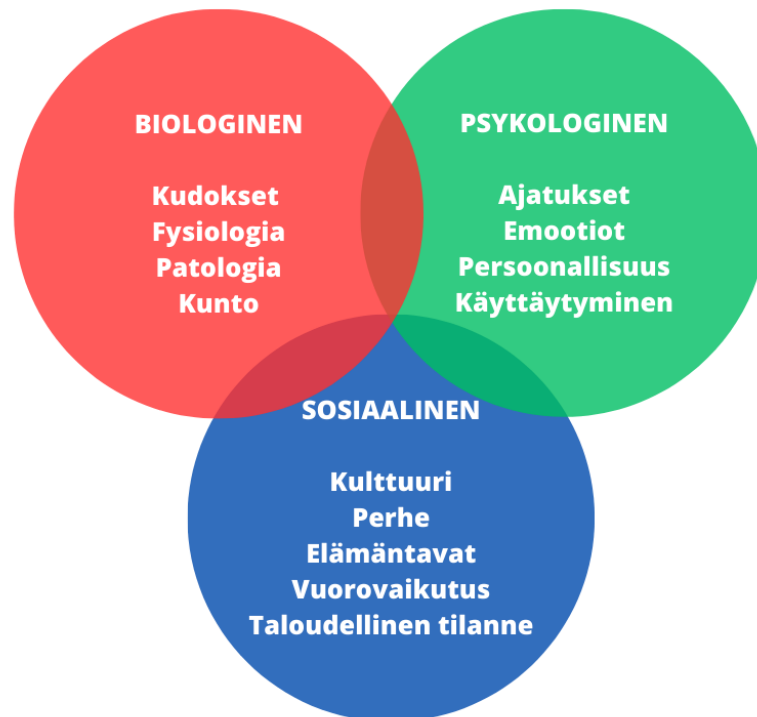 BIOLOGINEN
Kudokset
Fysiologia
Patologia
Kunto
PSYKOLOGINEN
Ajatukset
Emootiot
Persoonallisuus
Käyttäytyminen
SOSIAALINEN
Kulttuuri
Perhe
Elämäntavat
Vuorovaikutus
Taloudellinen tilanne